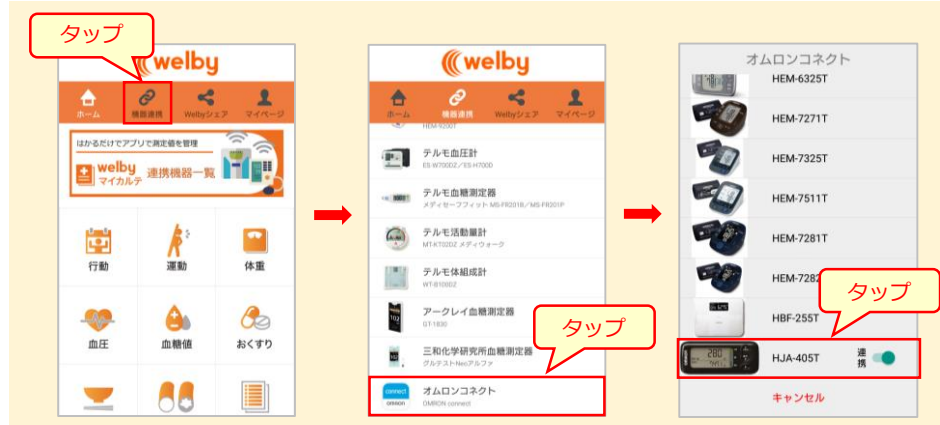 タップ
welby
ホーム
機器連携
Welbyシェア
マイページ
はかるだけでアプリで測定値を管理
welby
マイカルテ
連携機器一覧
行動
運動
体重
血圧
血糖値
おくすり
welby
ホーム
機器連携
Welbyシェア
マイページ
HEM-9200T
テルモ血圧計
ES-W700DZ／ES-H700D
テルモ血糖測定器
メディセーフフィット MS-FR201B／MS-FR201P
テルモ活動量計
MT-KT02DZ メディウォーク
テルモ体組成計
WT-B100DZ
アークレイ血糖測定器
GT-1830
タップ
三和化学研究所血糖測定器
グルテストNeoアルファ
connect
OMRON
オムロンコネクト
OMRON connect
オムロンコネクト
HEM-6325T
HEM-7271T
HEM-7325T
HEM-7511T
HEM-7281T
HEM-7282
タップ
HBF-255T
HJA-405T
連携
キャンセル